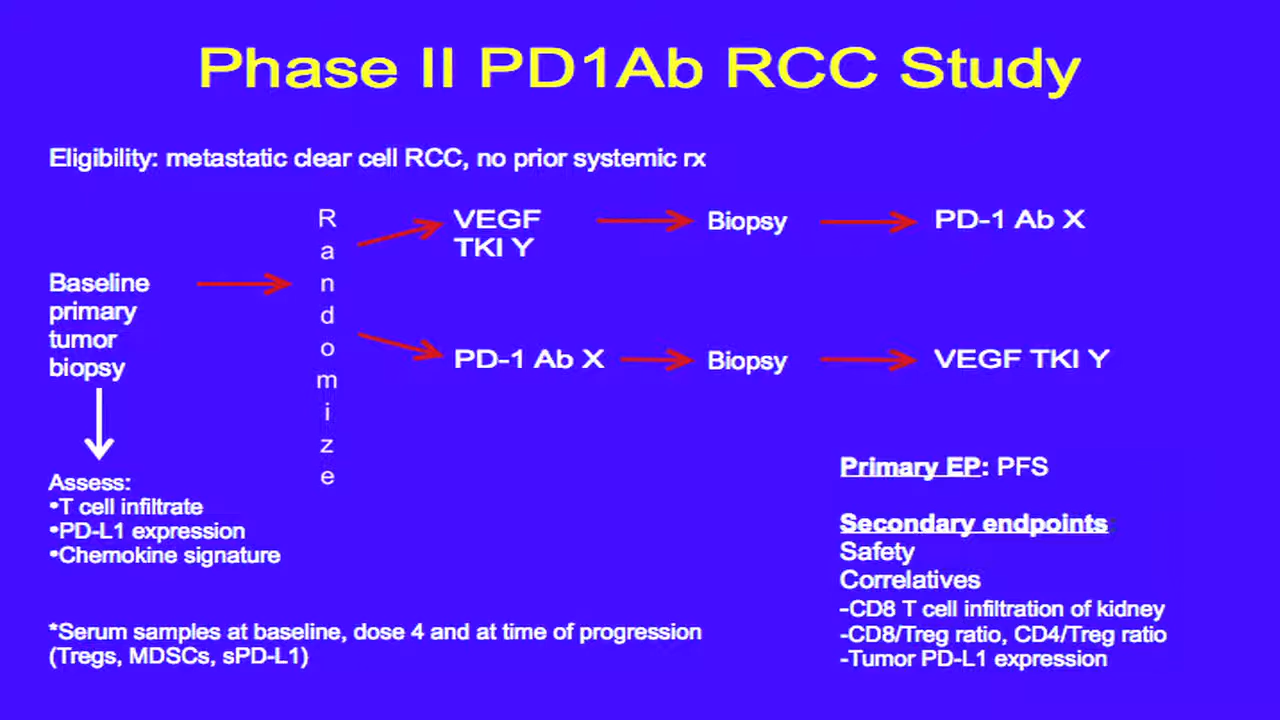 Phase II PD1Ab RCC Study
Eligibility: metastatic clear cell RCC, no prior systemic rx
Baseline
primary
tumor
biopsy
R
a
n
d
o
m
i
z
e
VEGF
TKI Y
Biopsy
PD-1 Ab X
PD-1 Ab X
Biopsy
VEGF TKI Y
Assess:
•T cell infiltrate
•PD-L1 expression
•Chemokine signature
*Serum samples at baseline, dose 4 and at time of progression
(Tregs, MDSCs, sPD-L1)
Primary EP: PFS
Secondary endpoints
Safety
Correlatives
-CD8 T cell infiltration of kidney
-CD8/Treg ratio, CD4/Treg ratio
-Tumor PD-L1 expression